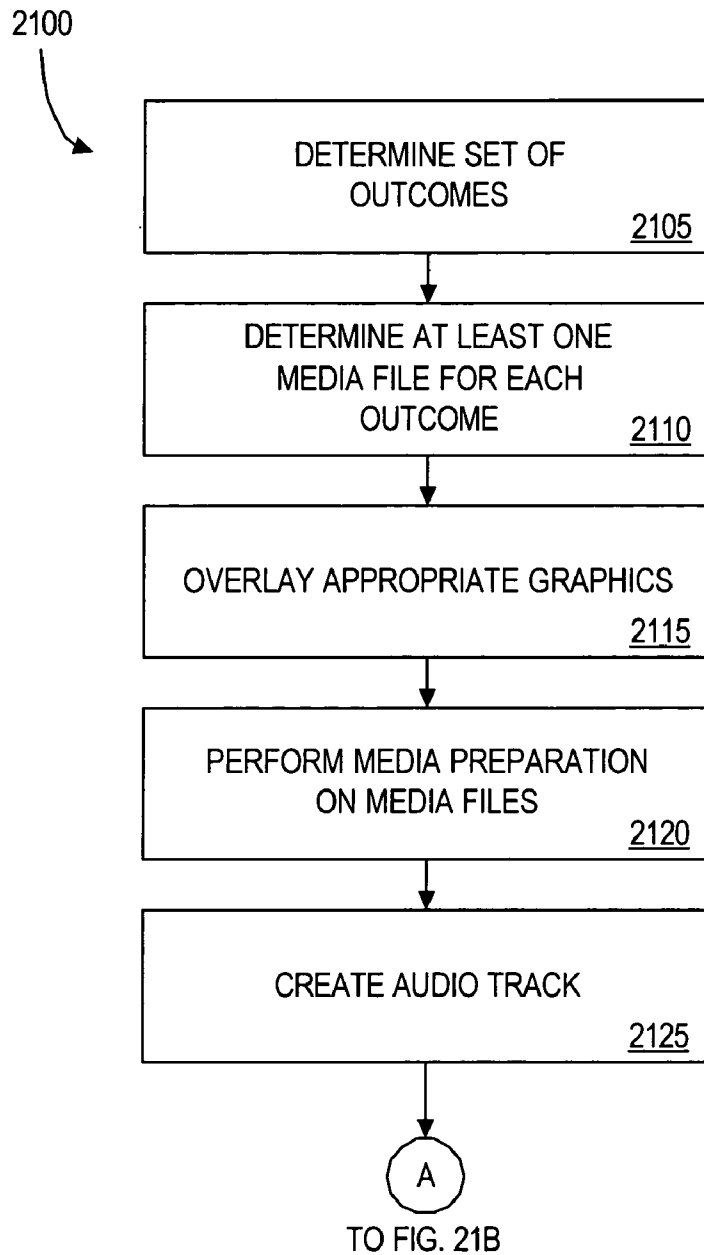 2100
DETERMINE SET OF
OUTCOMES
2105
DETERMINE AT LEAST ONE
MEDIA FILE FOR EACH
OUTCOME
2110
OVERLAY APPROPRIATE GRAPHICS
2115
PERFORM MEDIA PREPARATION
ON MEDIA FILES
2120
CREATE AUDIO TRACK
2125
A
TO FIG. 21B